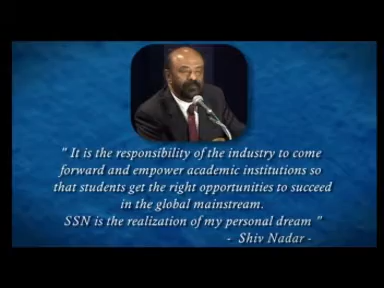 " It is the responsibility of the industry to come
forward and empower academic institutions so
that students get the right opportunities to succeed
in the global mainstream.
SSN is the realization of my personal dream "
- Shiv Nadar -